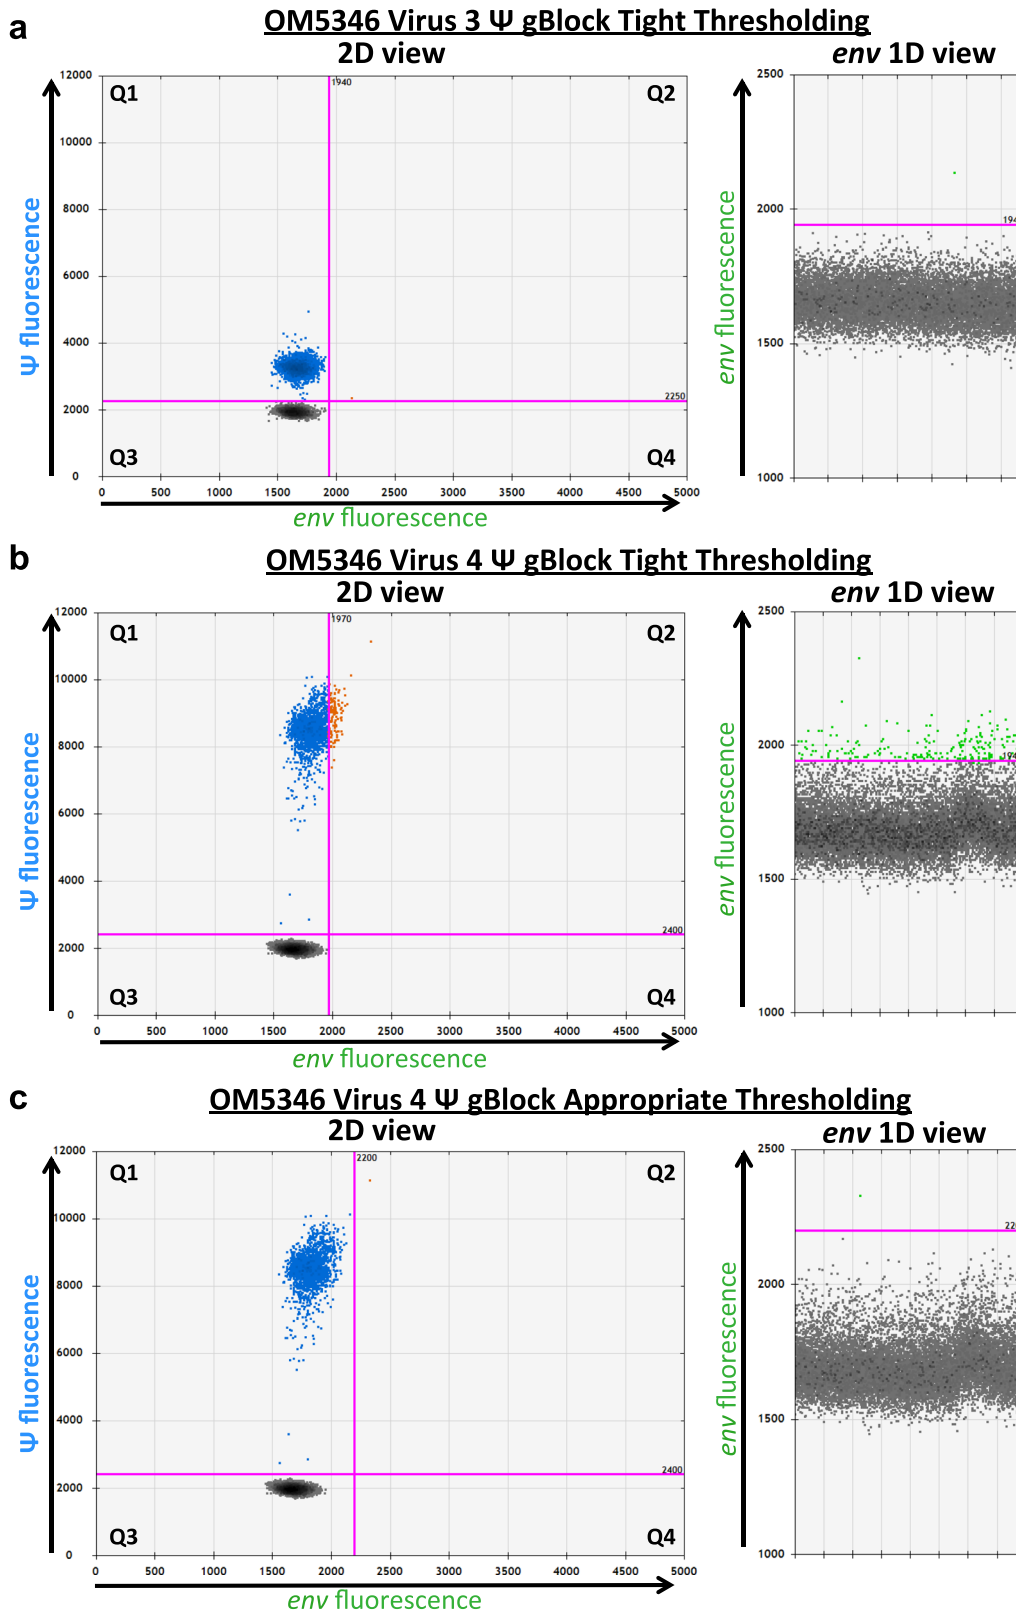 a
OM5346 Virus 3 Ψ gBlock Tight Thresholding
2D view
env 1D view
Ψ fluorescence
12000
10000
8000
6000
4000
2000
0
Q1
Q2
Q3
Q4
1940
2250
0 500 1000 1500 2000 2500 3000 3500 4000 4500 5000
env fluorescence
env fluorescence
2500
2000
1500
1000
194
b
OM5346 Virus 4 Ψ gBlock Tight Thresholding
2D view
env 1D view
Ψ fluorescence
12000
10000
8000
6000
4000
2000
0
Q1
Q2
Q3
Q4
1970
2400
0 500 1000 1500 2000 2500 3000 3500 4000 4500 5000
env fluorescence
env fluorescence
2500
2000
1500
1000
194
c
OM5346 Virus 4 Ψ gBlock Appropriate Thresholding
2D view
env 1D view
Ψ fluorescence
12000
10000
8000
6000
4000
2000
0
Q1
Q2
Q3
Q4
2200
2400
0 500 1000 1500 2000 2500 3000 3500 4000 4500 5000
env fluorescence
env fluorescence
2500
2000
1500
1000
220